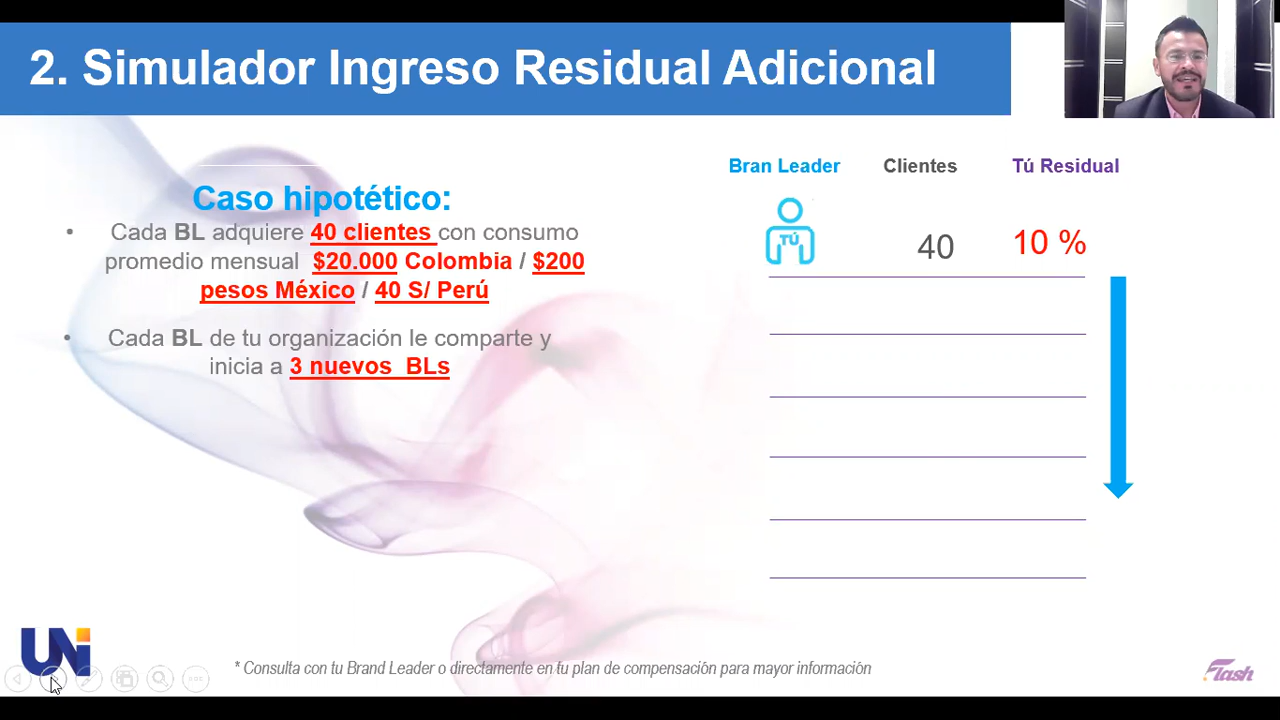 2. Simulador Ingreso Residual Adicional
Caso hipotético:
• Cada BL adquiere 40 clientes con consumo
promedio mensual $20.000 Colombia / $200
pesos México / 40 S/ Perú
• Cada BL de tu organización le comparte y
inicia a 3 nuevos BLs
Bran Leader Clientes Tú Residual
TÚ 40 10 %
UNi
* Consulta con tu Brand Leader o directamente en tu plan de compensación para mayor información
Flash